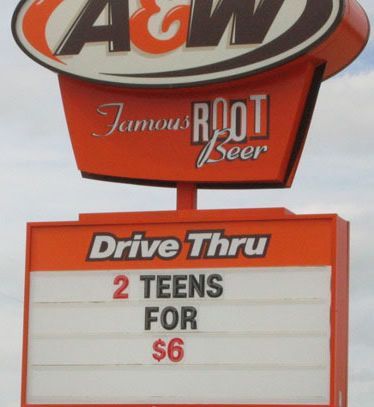 A&W
Famous ROOT
Beer
Drive Thru
2 TEENS
FOR
$6